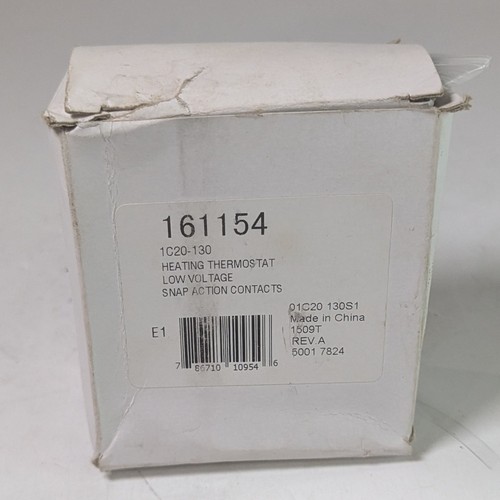 161154
1C20-130
HEATING THERMOSTAT
LOW VOLTAGE
SNAP ACTION CONTACTS
01C20 130S1
Made in China
1509T
REV.A
5001 7824
E1
7 86710 10954 6